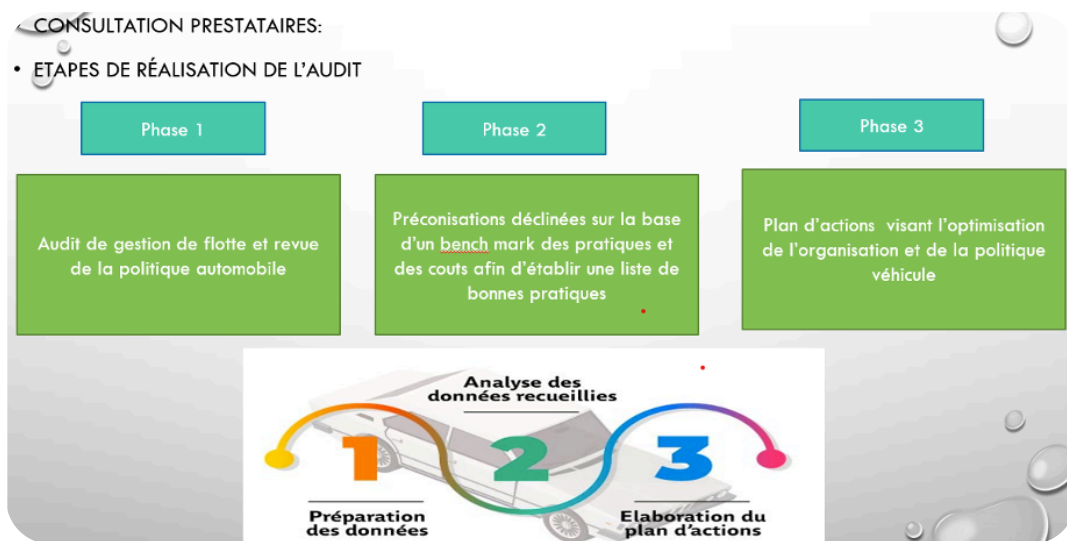 CONSULTATION PRESTATAIRES:
• ETAPES DE RÉALISATION DE L'AUDIT
Phase 1
Audit de gestion de flotte et revue
de la politique automobile
Phase 2
Préconisations déclinées sur la base
d'un bench mark des pratiques et
des couts afin d'établir une liste de
bonnes pratiques
Phase 3
Plan d'actions visant l'optimisation
de l'organisation et de la politique
véhicule
1
Préparation
des données
Analyse des
données recueillies
2
3
Elaboration du
plan d'actions